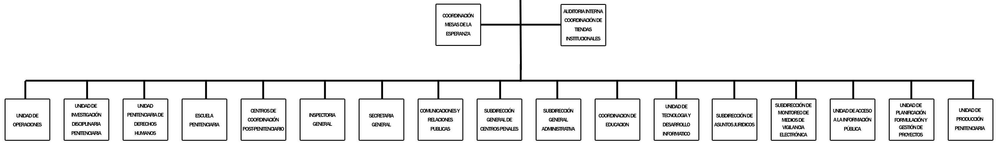 COORDINACIÓN
MESAS DE LA
ESPERANZA
AUDITORIA INTERNA
COORDINACIÓN DE
TIENDAS
INSTITUCIONALES
UNIDAD DE
OPERACIONES
UNIDAD DE
INVESTIGACIÓN
DISCIPLINARIA
PENITENCIARIA
UNIDAD
PENITENCIARIA DE
DERECHOS
HUMANOS
ESCUELA
PENITENCIARIA
CENTROS DE
COORDINACIÓN
POST-PENITENCIARIO
INSPECTORIA
GENERAL
SECRETARIA
GENERAL
COMUNICACIONES Y
RELACIONES
PUBLICAS
SUBDIRECCIÓN
GENERAL DE
CENTROS PENALES
SUBDIRECCIÓN
GENERAL
ADMINISTRATIVA
COORDINACION DE
EDUCACION
UNIDAD DE
TECNOLOGIA Y
DESARROLLO
INFORMATICO
SUBDIRECCIÓN DE
ASUNTOS JURIDICOS
SUBDIRECCIÓN DE
MONITOREO DE
MEDIOS DE
VIGILANCIA
ELECTRÓNICA
UNIDAD DE ACCESO
A LA INFORMACIÓN
PÚBLICA
UNIDAD DE
PLANIFICACIÓN
FORMULACIÓN Y
GESTIÓN DE
PROYECTOS
UNIDAD DE
PRODUCCIÓN
PENITENCIARIA